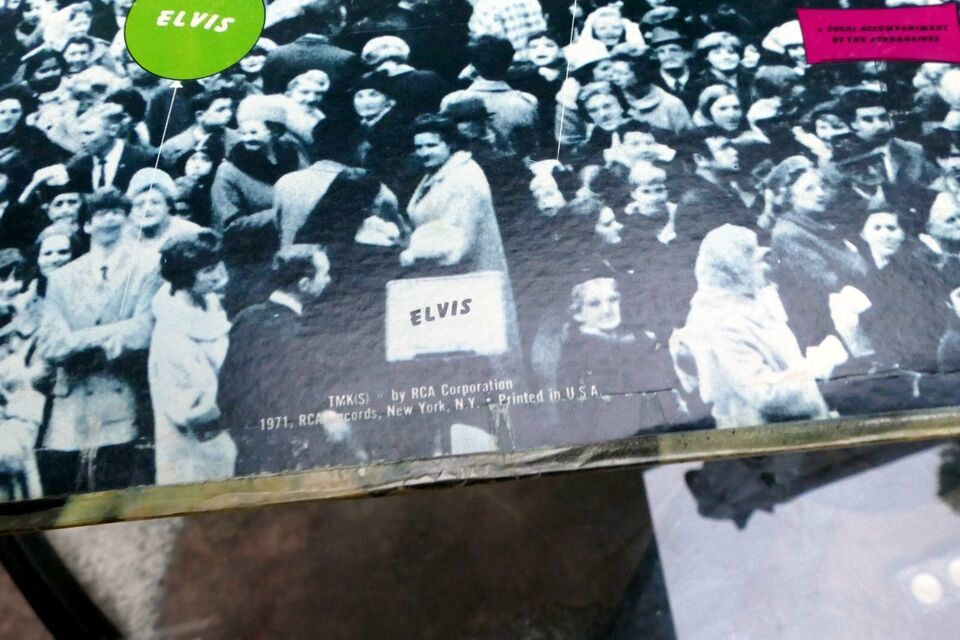 ELVIS
A VOCAL ACCOMPANIMENT
BY THE JORDANAIRES
ELVIS
TMK(S) ® by RCA Corporation
1971, RCA Records, New York, N.Y. • Printed in U.S.A.